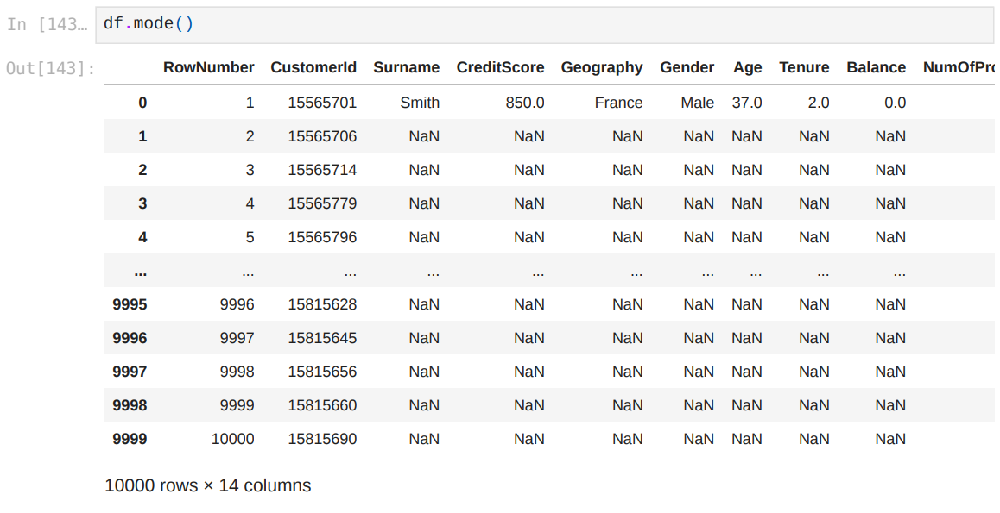 In [143… df.mode()
Out[143]:
RowNumber CustomerId Surname CreditScore Geography Gender Age Tenure Balance NumOfPro
0 1 15565701 Smith 850.0 France Male 37.0 2.0 0.0
1 2 15565706 NaN NaN NaN NaN NaN NaN NaN
2 3 15565714 NaN NaN NaN NaN NaN NaN NaN
3 4 15565779 NaN NaN NaN NaN NaN NaN NaN
4 5 15565796 NaN NaN NaN NaN NaN NaN NaN
... ... ... ... ... ... ... ... ... ...
9995 9996 15815628 NaN NaN NaN NaN NaN NaN NaN
9996 9997 15815645 NaN NaN NaN NaN NaN NaN NaN
9997 9998 15815656 NaN NaN NaN NaN NaN NaN NaN
9998 9999 15815660 NaN NaN NaN NaN NaN NaN NaN
9999 10000 15815690 NaN NaN NaN NaN NaN NaN NaN
10000 rows × 14 columns